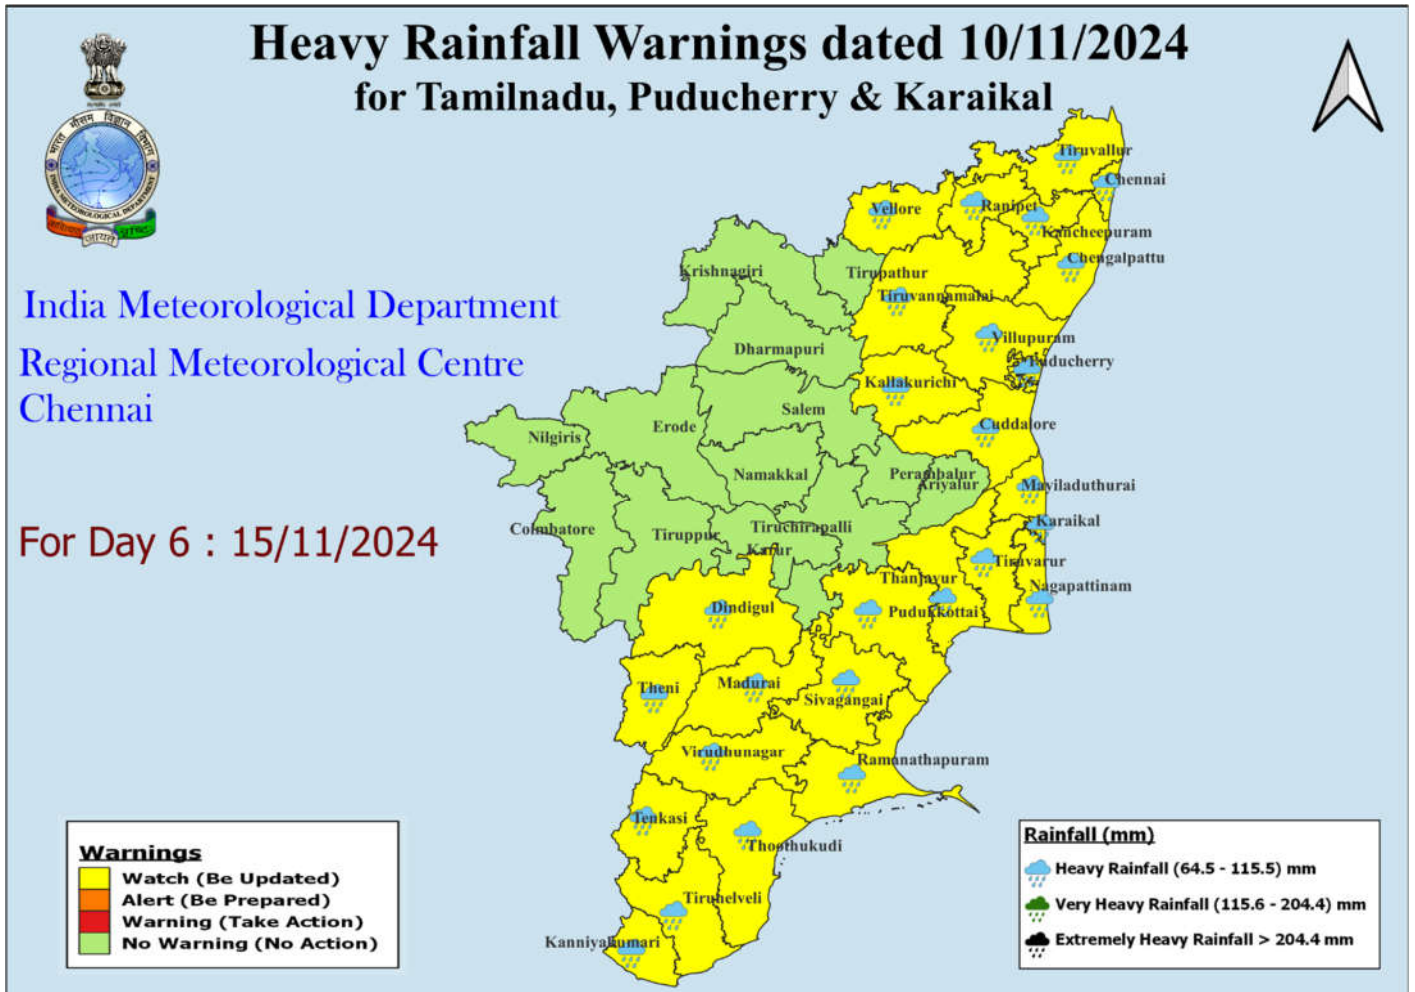 Heavy Rainfall Warnings dated 10/11/2024
for Tamilnadu, Puducherry & Karaikal
भारत मौसम विज्ञान विभाग
INDIA METEOROLOGICAL DEPARTMENT
India Meteorological Department
Regional Meteorological Centre
Chennai
For Day 6 : 15/11/2024
Tiruvallur
Chennai
Vellore
Ranipet
Kancheepuram
Chengalpattu
Krishnagiri
Tirupathur
Tiruvannamalai
Villupuram
Dharmapuri
Puducherry
Kallakurichi
Salem
Cuddalore
Erode
Nilgiris
Namakkal
Perambalur
Ariyalur
Mayiladuthurai
Karaikal
Coimbatore
Tiruppur
Tiruchirapalli
Karur
Tiruvarur
Thanjavur
Nagapattinam
Dindigul
Pudukkottai
Theni
Madurai
Sivagangai
Virudhunagar
Ramanathapuram
Tenkasi
Thoothukudi
Tirunelveli
Kanniyakumari
Warnings
Watch (Be Updated)
Alert (Be Prepared)
Warning (Take Action)
No Warning (No Action)
Rainfall (mm)
Heavy Rainfall (64.5 - 115.5) mm
Very Heavy Rainfall (115.6 - 204.4) mm
Extremely Heavy Rainfall > 204.4 mm